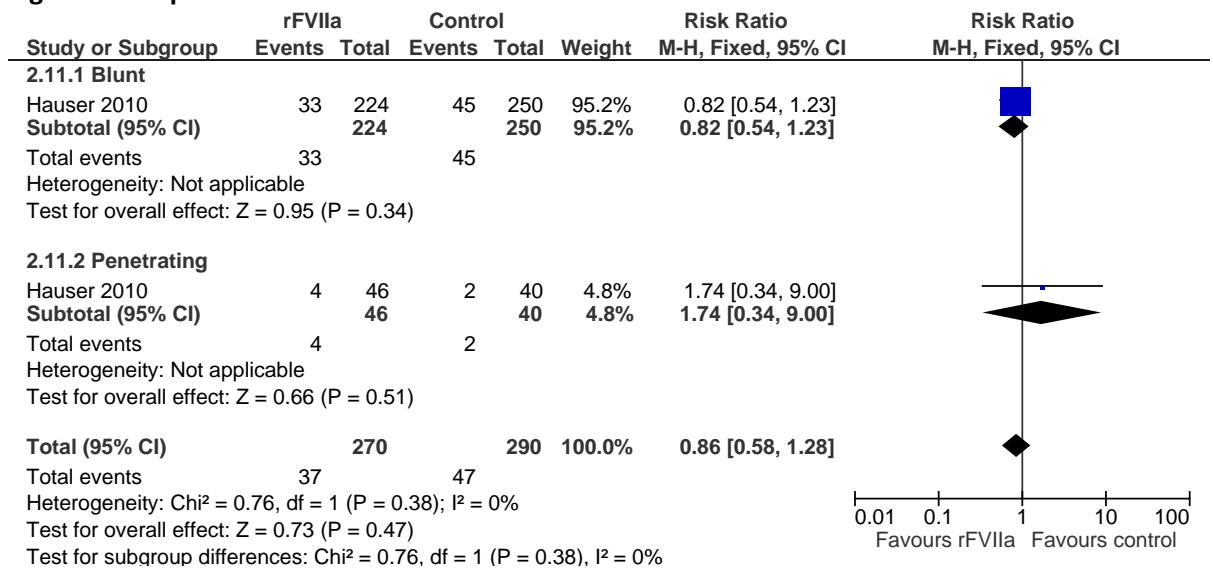 rFVIIa Control Risk Ratio Risk Ratio
Study or Subgroup Events Total Events Total Weight M-H, Fixed, 95% CI M-H, Fixed, 95% CI
2.11.1 Blunt
Hauser 2010 33 224 45 250 95.2% 0.82 [0.54, 1.23]
Subtotal (95% CI) 224 250 95.2% 0.82 [0.54, 1.23]
Total events 33 45
Heterogeneity: Not applicable
Test for overall effect: Z = 0.95 (P = 0.34)
2.11.2 Penetrating
Hauser 2010 4 46 2 40 4.8% 1.74 [0.34, 9.00]
Subtotal (95% CI) 46 40 4.8% 1.74 [0.34, 9.00]
Total events 4 2
Heterogeneity: Not applicable
Test for overall effect: Z = 0.66 (P = 0.51)
Total (95% CI) 270 290 100.0% 0.86 [0.58, 1.28]
Total events 37 47
Heterogeneity: Chi² = 0.76, df = 1 (P = 0.38); I² = 0%
Test for overall effect: Z = 0.73 (P = 0.47)
Test for subgroup differences: Chi² = 0.76, df = 1 (P = 0.38), I² = 0%
0.01 0.1 1 10 100
Favours rFVIIa Favours control